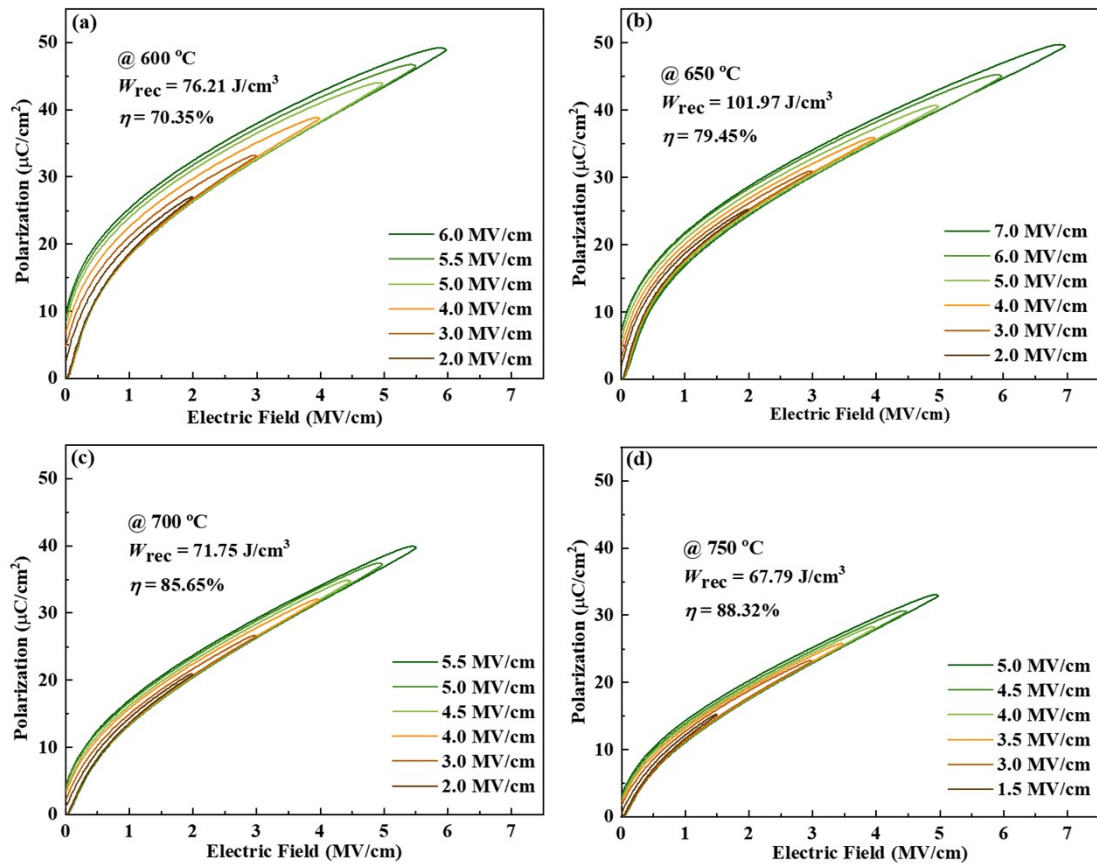 (a)
@ 600 ºC
Wrec = 76.21 J/cm3
η = 70.35%
6.0 MV/cm
5.5 MV/cm
5.0 MV/cm
4.0 MV/cm
3.0 MV/cm
2.0 MV/cm
Polarization (μC/cm2)
50
40
30
20
10
0
0 1 2 3 4 5 6 7
Electric Field (MV/cm)
(b)
@ 650 ºC
Wrec = 101.97 J/cm3
η = 79.45%
7.0 MV/cm
6.0 MV/cm
5.0 MV/cm
4.0 MV/cm
3.0 MV/cm
2.0 MV/cm
Polarization (μC/cm2)
50
40
30
20
10
0
0 1 2 3 4 5 6 7
Electric Field (MV/cm)
(c)
@ 700 ºC
Wrec = 71.75 J/cm3
η = 85.65%
5.5 MV/cm
5.0 MV/cm
4.5 MV/cm
4.0 MV/cm
3.0 MV/cm
2.0 MV/cm
Polarization (μC/cm2)
50
40
30
20
10
0
0 1 2 3 4 5 6 7
Electric Field (MV/cm)
(d)
@ 750 ºC
Wrec = 67.79 J/cm3
η = 88.32%
5.0 MV/cm
4.5 MV/cm
4.0 MV/cm
3.5 MV/cm
3.0 MV/cm
1.5 MV/cm
Polarization (μC/cm2)
50
40
30
20
10
0
0 1 2 3 4 5 6 7
Electric Field (MV/cm)